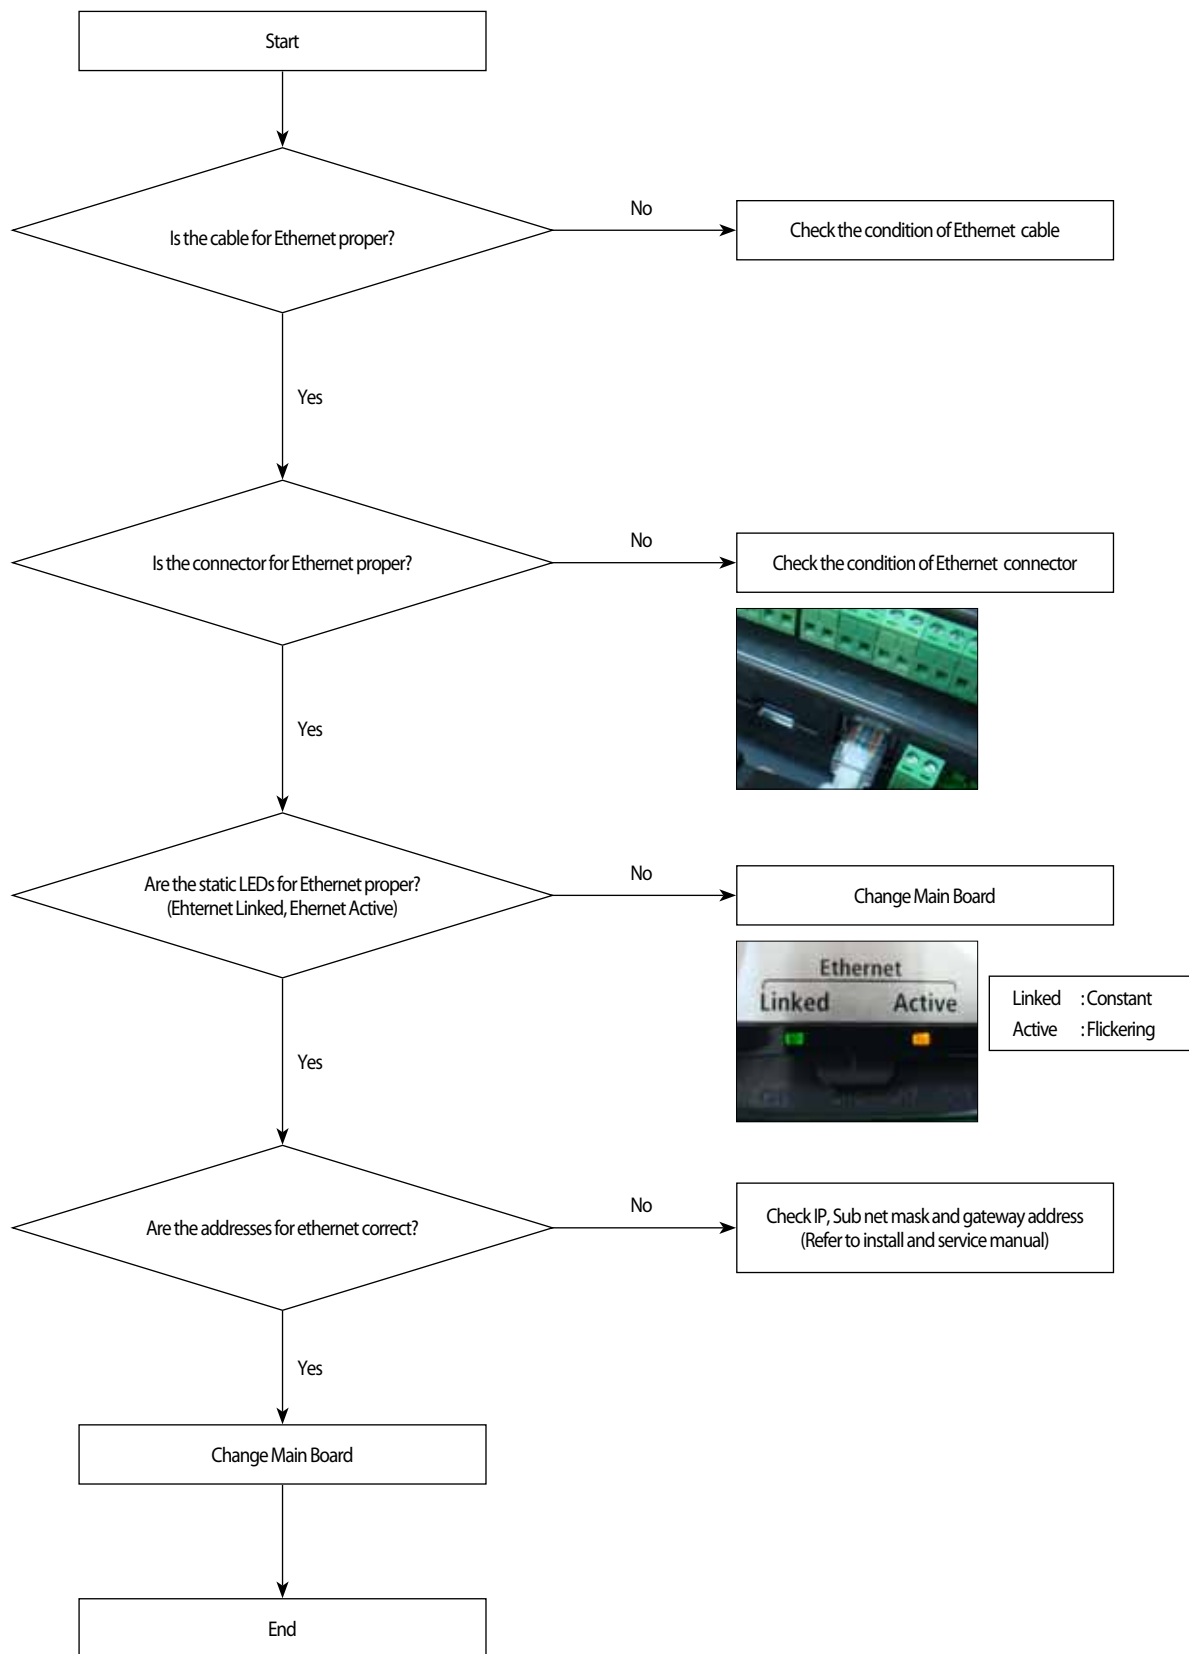 Start
Is the cable for Ethernet proper?
No
Check the condition of Ethernet cable
Yes
Is the connector for Ethernet proper?
No
Check the condition of Ethernet connector
Yes
Are the static LEDs for Ethernet proper?
(Ehternet Linked, Ehernet Active)
No
Change Main Board
Ethernet
Linked Active
Linked : Constant
Active : Flickering
Yes
Are the addresses for ethernet correct?
No
Check IP, Sub net mask and gateway address
(Refer to install and service manual)
Yes
Change Main Board
End